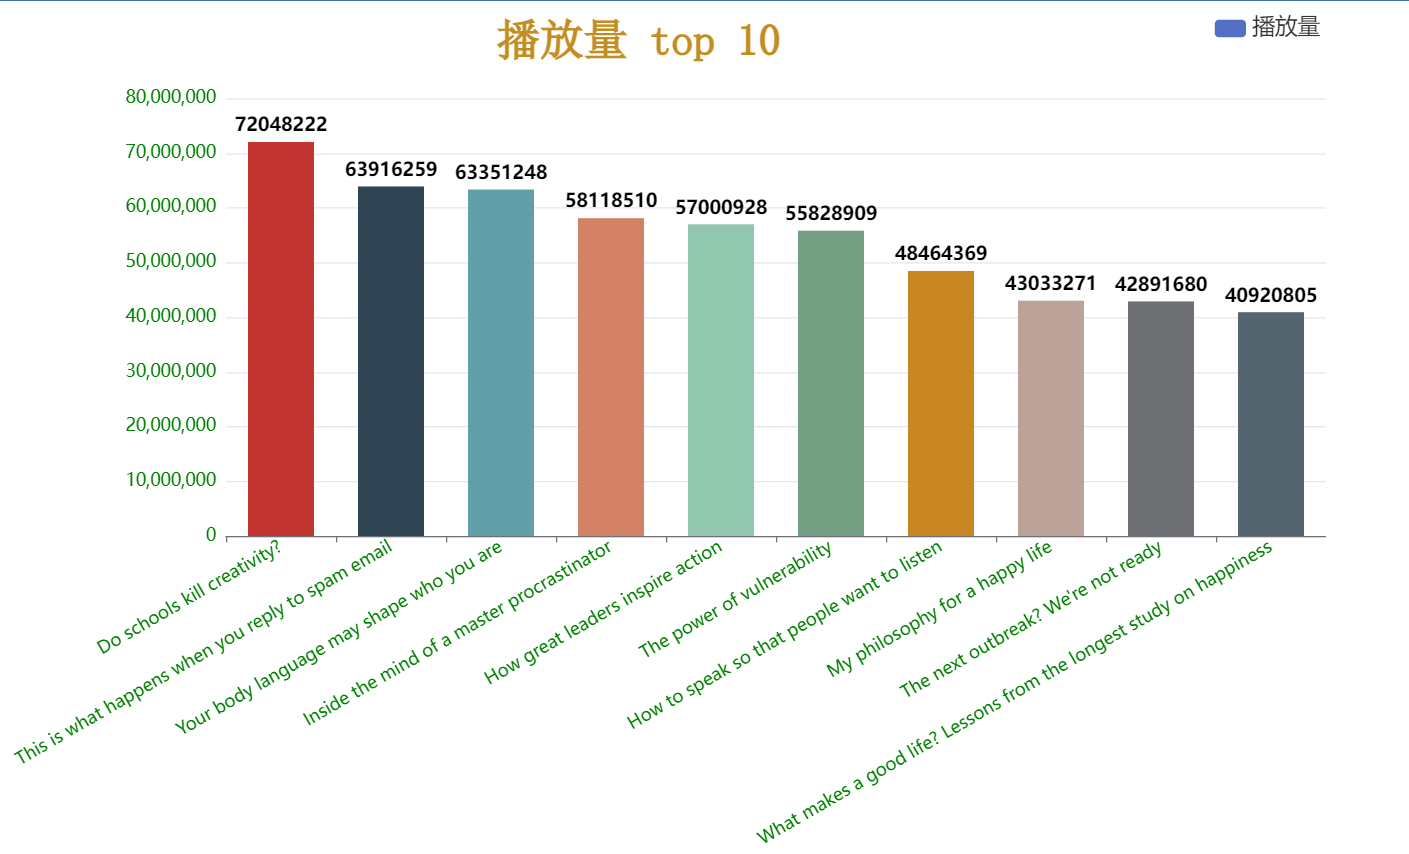 播放量 top 10
播放量
80,000,000
70,000,000
60,000,000
50,000,000
40,000,000
30,000,000
20,000,000
10,000,000
0
72048222
63916259
63351248
58118510
57000928
55828909
48464369
43033271
42891680
40920805
Do schools kill creativity?
This is what happens when you reply to spam email
Your body language may shape who you are
Inside the mind of a master procrastinator
How great leaders inspire action
The power of vulnerability
How to speak so that people want to listen
My philosophy for a happy life
The next outbreak? We're not ready
What makes a good life? Lessons from the longest study on happiness